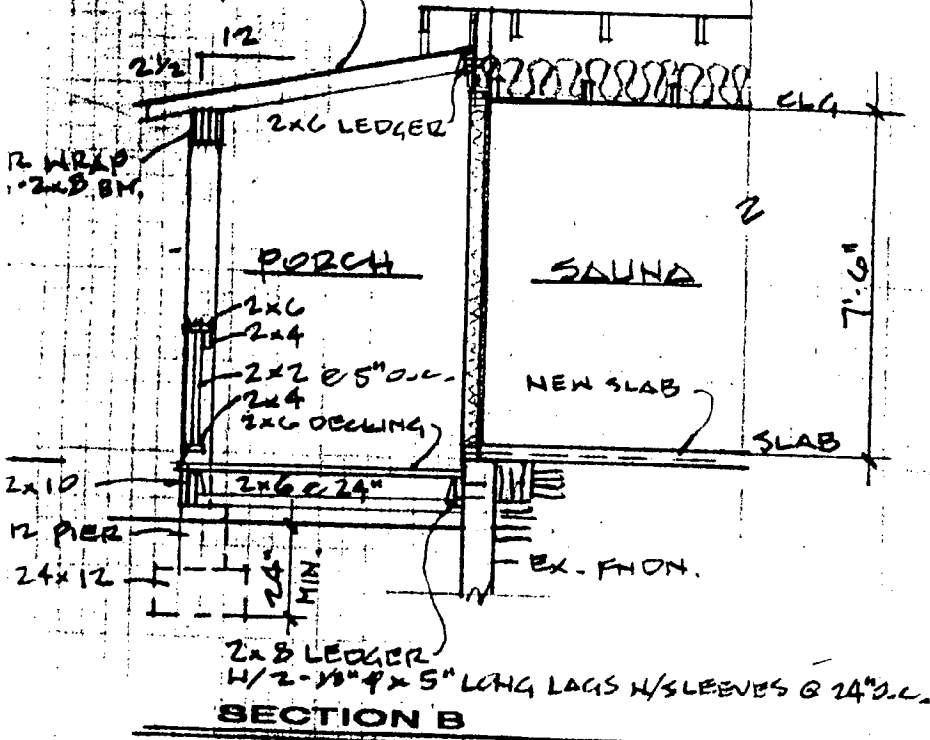 12
2½
2x6 LEDGER
CLG
12 WRAP
2x8 BM.
PORCH
SAUNA
7'-6"
2x6
2x4
2x2 @ 5" O.C.
2x4
2x6 DECKING
NEW SLAB
SLAB
2x10
2x6 @ 24"
12 PIER
24x12
24" MIN.
EX. FNDN.
2x8 LEDGER
W/2- x 5" LONG LAGS W/SLEEVES @ 24" O.C.
SECTION B